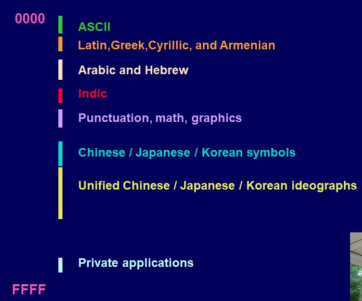 0000
ASCII
Latin,Greek,Cyrillic, and Armenian
Arabic and Hebrew
Indic
Punctuation, math, graphics
Chinese / Japanese / Korean symbols
Unified Chinese / Japanese / Korean ideographs
Private applications
FFFF